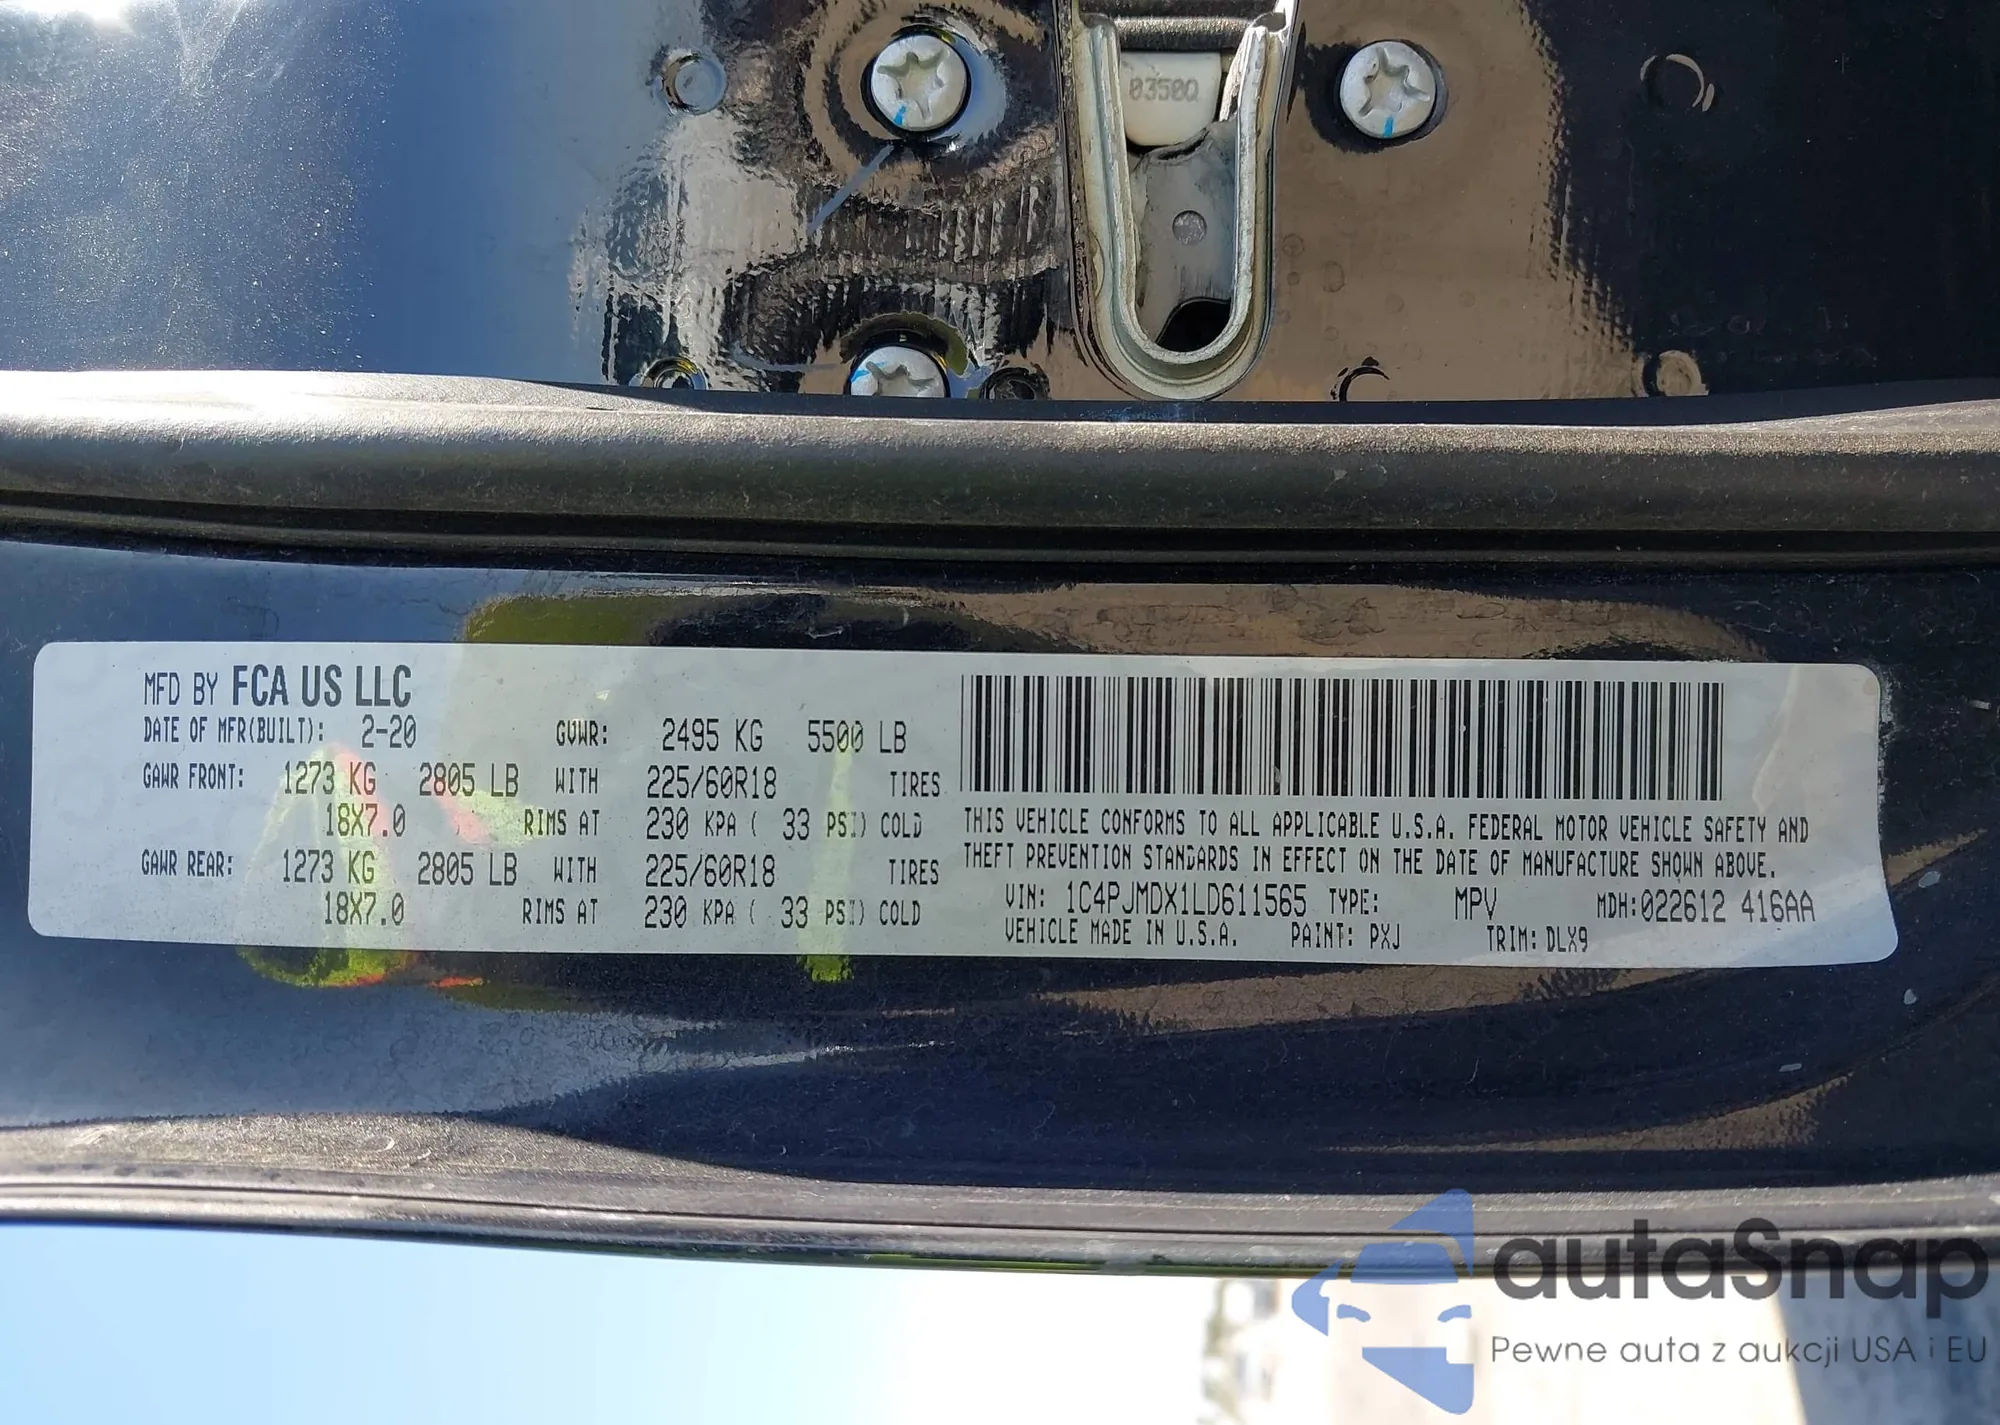 0350Q
MFD BY FCA US LLC
DATE OF MFR(BUILT): 2-20 GVWR: 2495 KG 5500 LB
GAWR FRONT: 1273 KG 2805 LB WITH 225/60R18 TIRES
18X7.0 RIMS AT 230 KPA ( 33 PSI) COLD
GAWR REAR: 1273 KG 2805 LB WITH 225/60R18 TIRES
18X7.0 RIMS AT 230 KPA ( 33 PSI) COLD
THIS VEHICLE CONFORMS TO ALL APPLICABLE U.S.A. FEDERAL MOTOR VEHICLE SAFETY AND
THEFT PREVENTION STANDARDS IN EFFECT ON THE DATE OF MANUFACTURE SHOWN ABOVE.
VIN: 1C4PJMDX1LD611565 TYPE: MPV MDH:022612 416AA
VEHICLE MADE IN U.S.A. PAINT: PXJ TRIM: DLX9
autaSnap
Pewne auta z aukcji USA i EU